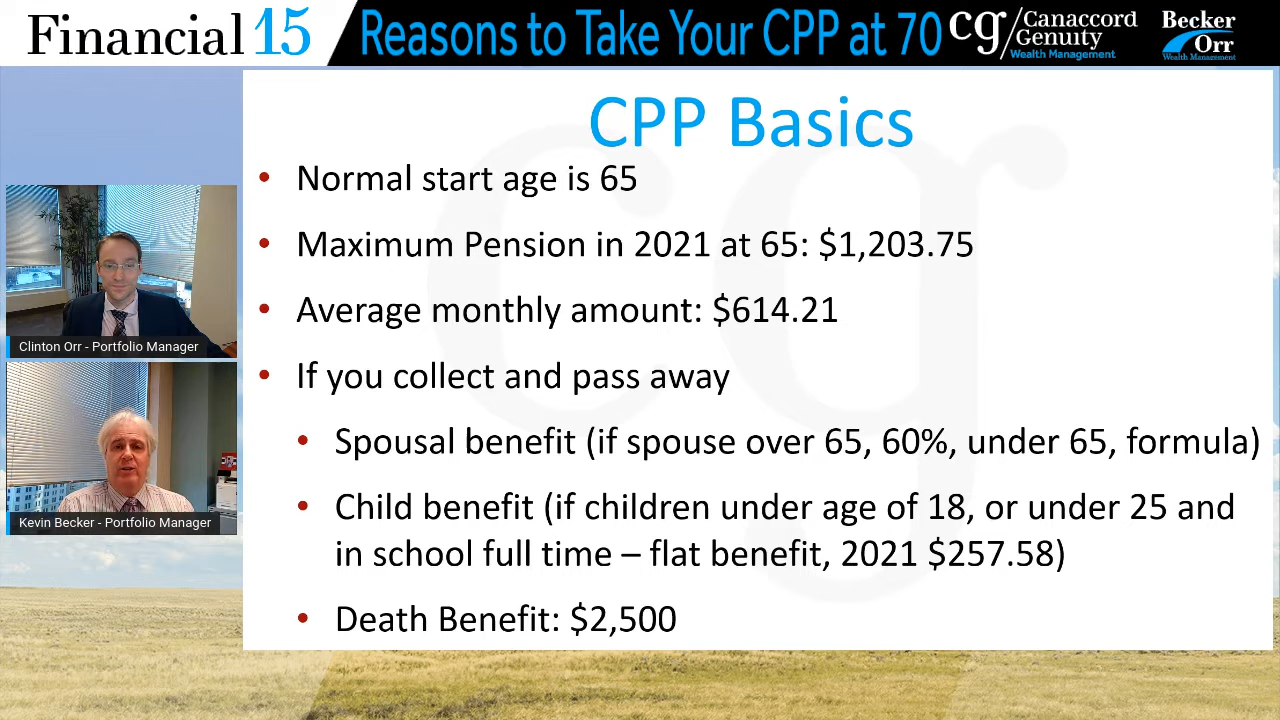 Financial 15
Reasons to Take Your CPP at 70
cg/Canaccord
Genuity
Wealth Management
Becker
Orr
Wealth Management
CPP Basics
• Normal start age is 65
• Maximum Pension in 2021 at 65: $1,203.75
• Average monthly amount: $614.21
• If you collect and pass away
• Spousal benefit (if spouse over 65, 60%, under 65, formula)
• Child benefit (if children under age of 18, or under 25 and
in school full time – flat benefit, 2021 $257.58)
• Death Benefit: $2,500
Clinton Orr - Portfolio Manager
Kevin Becker - Portfolio Manager
cg